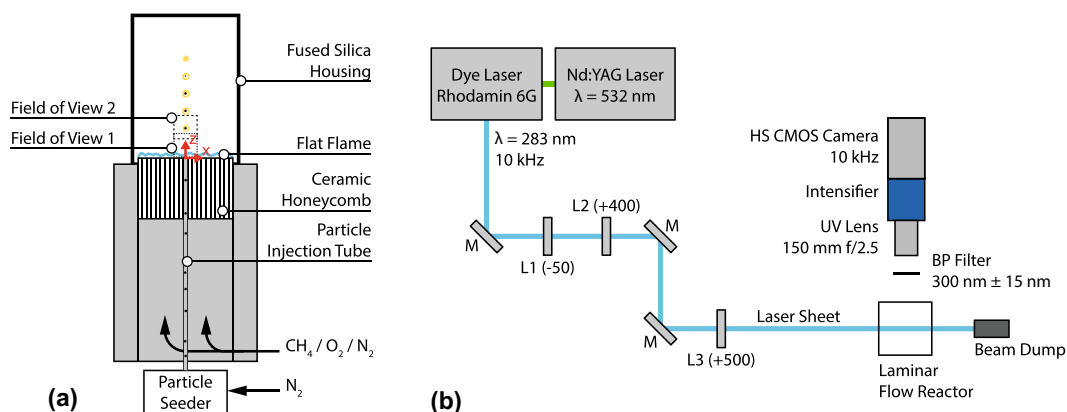 Fused Silica
Housing
Field of View 2
Field of View 1
Flat Flame
z
x
Ceramic
Honeycomb
Particle
Injection Tube
CH4 / O2 / N2
Particle
Seeder
N2
(a)
Dye Laser
Rhodamin 6G
Nd:YAG Laser
λ = 532 nm
λ = 283 nm
10 kHz
HS CMOS Camera
10 kHz
Intensifier
UV Lens
150 mm f/2.5
BP Filter
300 nm ± 15 nm
L2 (+400)
M
M
L1 (-50)
Laser Sheet
M
L3 (+500)
Beam Dump
Laminar
Flow Reactor
(b)